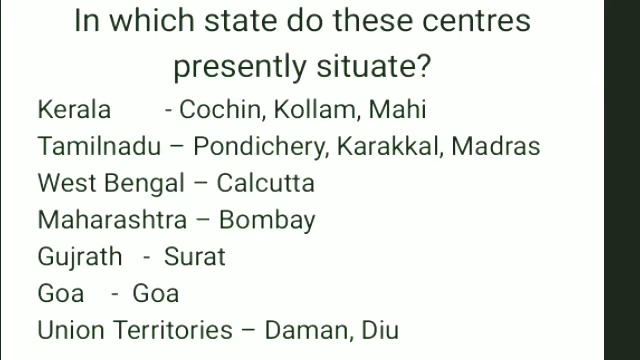 In which state do these centres
presently situate?
Kerala - Cochin, Kollam, Mahi
Tamilnadu – Pondichery, Karakkal, Madras
West Bengal – Calcutta
Maharashtra – Bombay
Gujrath - Surat
Goa - Goa
Union Territories – Daman, Diu